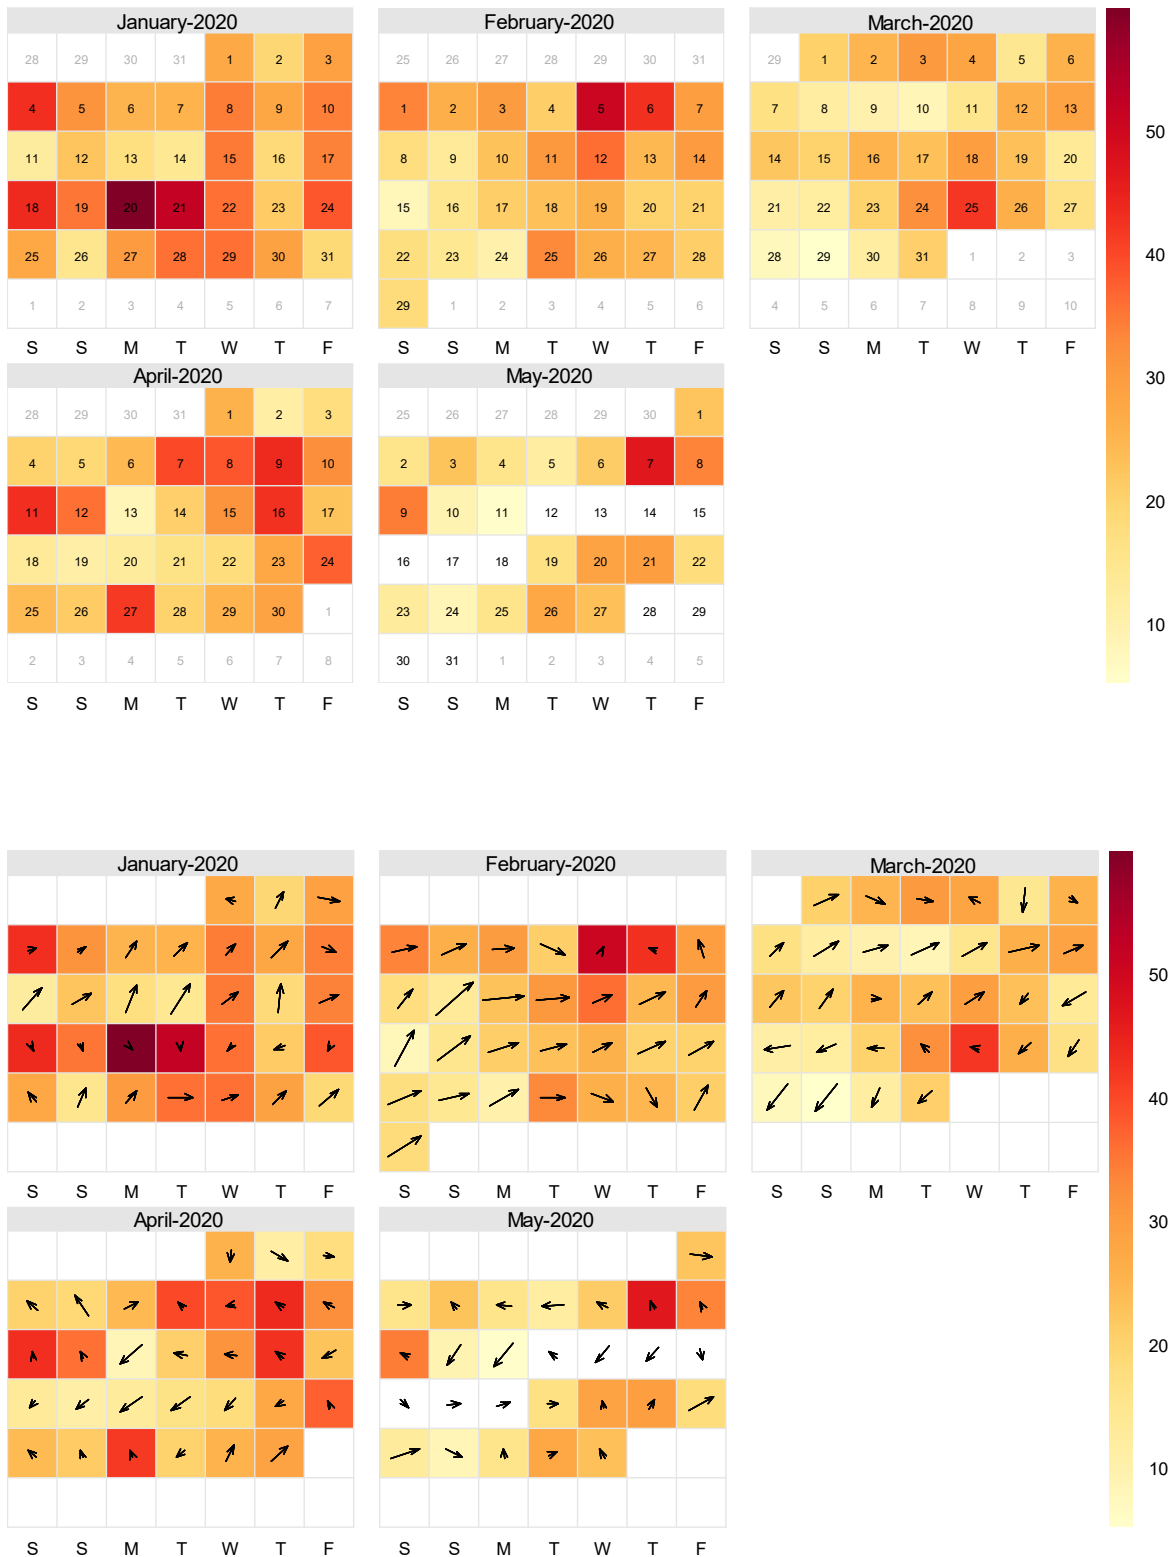 January-2020 February-2020 March-2020
28 29 30 31 1 2 3 25 26 27 28 29 30 31 29 1 2 3 4 5 6
4 5 6 7 8 9 10 1 2 3 4 5 6 7 7 8 9 10 11 12 13
11 12 13 14 15 16 17 8 9 10 11 12 13 14 14 15 16 17 18 19 20
18 19 20 21 22 23 24 15 16 17 18 19 20 21 21 22 23 24 25 26 27
25 26 27 28 29 30 31 22 23 24 25 26 27 28 28 29 30 31 1 2 3
1 2 3 4 5 6 7 29 1 2 3 4 5 6 4 5 6 7 8 9 10
S S M T W T F S S M T W T F S S M T W T F
April-2020 May-2020
28 29 30 31 1 2 3 25 26 27 28 29 30 1
4 5 6 7 8 9 10 2 3 4 5 6 7 8
11 12 13 14 15 16 17 9 10 11 12 13 14 15
18 19 20 21 22 23 24 16 17 18 19 20 21 22
25 26 27 28 29 30 1 23 24 25 26 27 28 29
2 3 4 5 6 7 8 30 31 1 2 3 4 5
S S M T W T F S S M T W T F
50
40
30
20
10
January-2020 February-2020 March-2020
S S M T W T F S S M T W T F S S M T W T F
April-2020 May-2020
S S M T W T F S S M T W T F
50
40
30
20
10